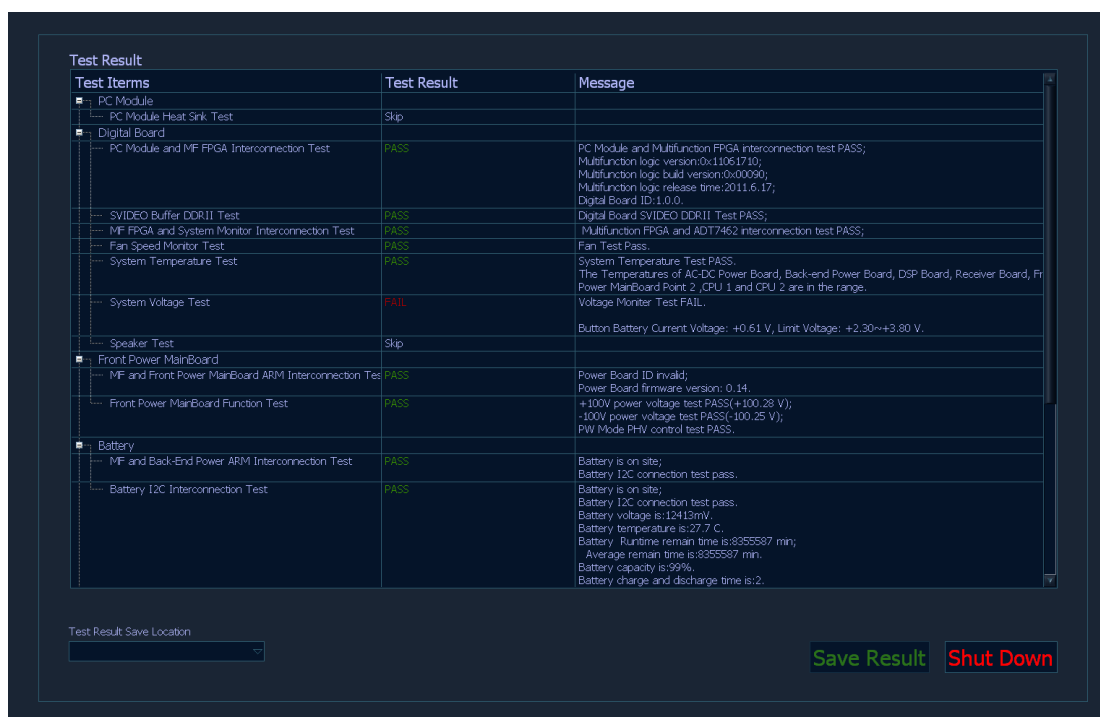 Test Result
Test Iterms Test Result Message
PC Module
PC Module Heat Sink Test Skip
Digital Board
PC Module and MF FPGA Interconnection Test PASS PC Module and Multifunction FPGA interconnection test PASS;
Multifunction logic version:0x11061710;
Multifunction logic build version:0x00090;
Multifunction logic release time:2011.6.17;
Digital Board ID:1.0.0.
SVIDEO Buffer DDRII Test PASS Digital Board SVIDEO DDRII Test PASS;
MF FPGA and System Monitor Interconnection Test PASS Multifunction FPGA and ADT7462 interconnection test PASS;
Fan Speed Monitor Test PASS Fan Test Pass.
System Temperature Test PASS System Temperature Test PASS.
The Temperatures of AC-DC Power Board, Back-end Power Board, DSP Board, Receiver Board, Fr
Power MainBoard Point 2 ,CPU 1 and CPU 2 are in the range.
System Voltage Test FAIL Voltage Moniter Test FAIL.
Button Battery Current Voltage: +0.61 V, Limit Voltage: +2.30~+3.80 V.
Speaker Test Skip
Front Power MainBoard
MF and Front Power MainBoard ARM Interconnection Tes PASS Power Board ID invalid;
Power Board firmware version: 0.14.
Front Power MainBoard Function Test PASS +100V power voltage test PASS(+100.28 V);
-100V power voltage test PASS(-100.25 V);
PW Mode PHV control test PASS.
Battery
MF and Back-End Power ARM Interconnection Test PASS Battery is on site;
Battery I2C connection test pass.
Battery I2C Interconnection Test PASS Battery is on site;
Battery I2C connection test pass.
Battery voltage is:12413mV.
Battery temperature is:27.7 C.
Battery Runtime remain time is:8355587 min;
Average remain time is:8355587 min.
Battery capacity is:99%.
Battery charge and discharge time is:2.
Test Result Save Location
Save Result Shut Down